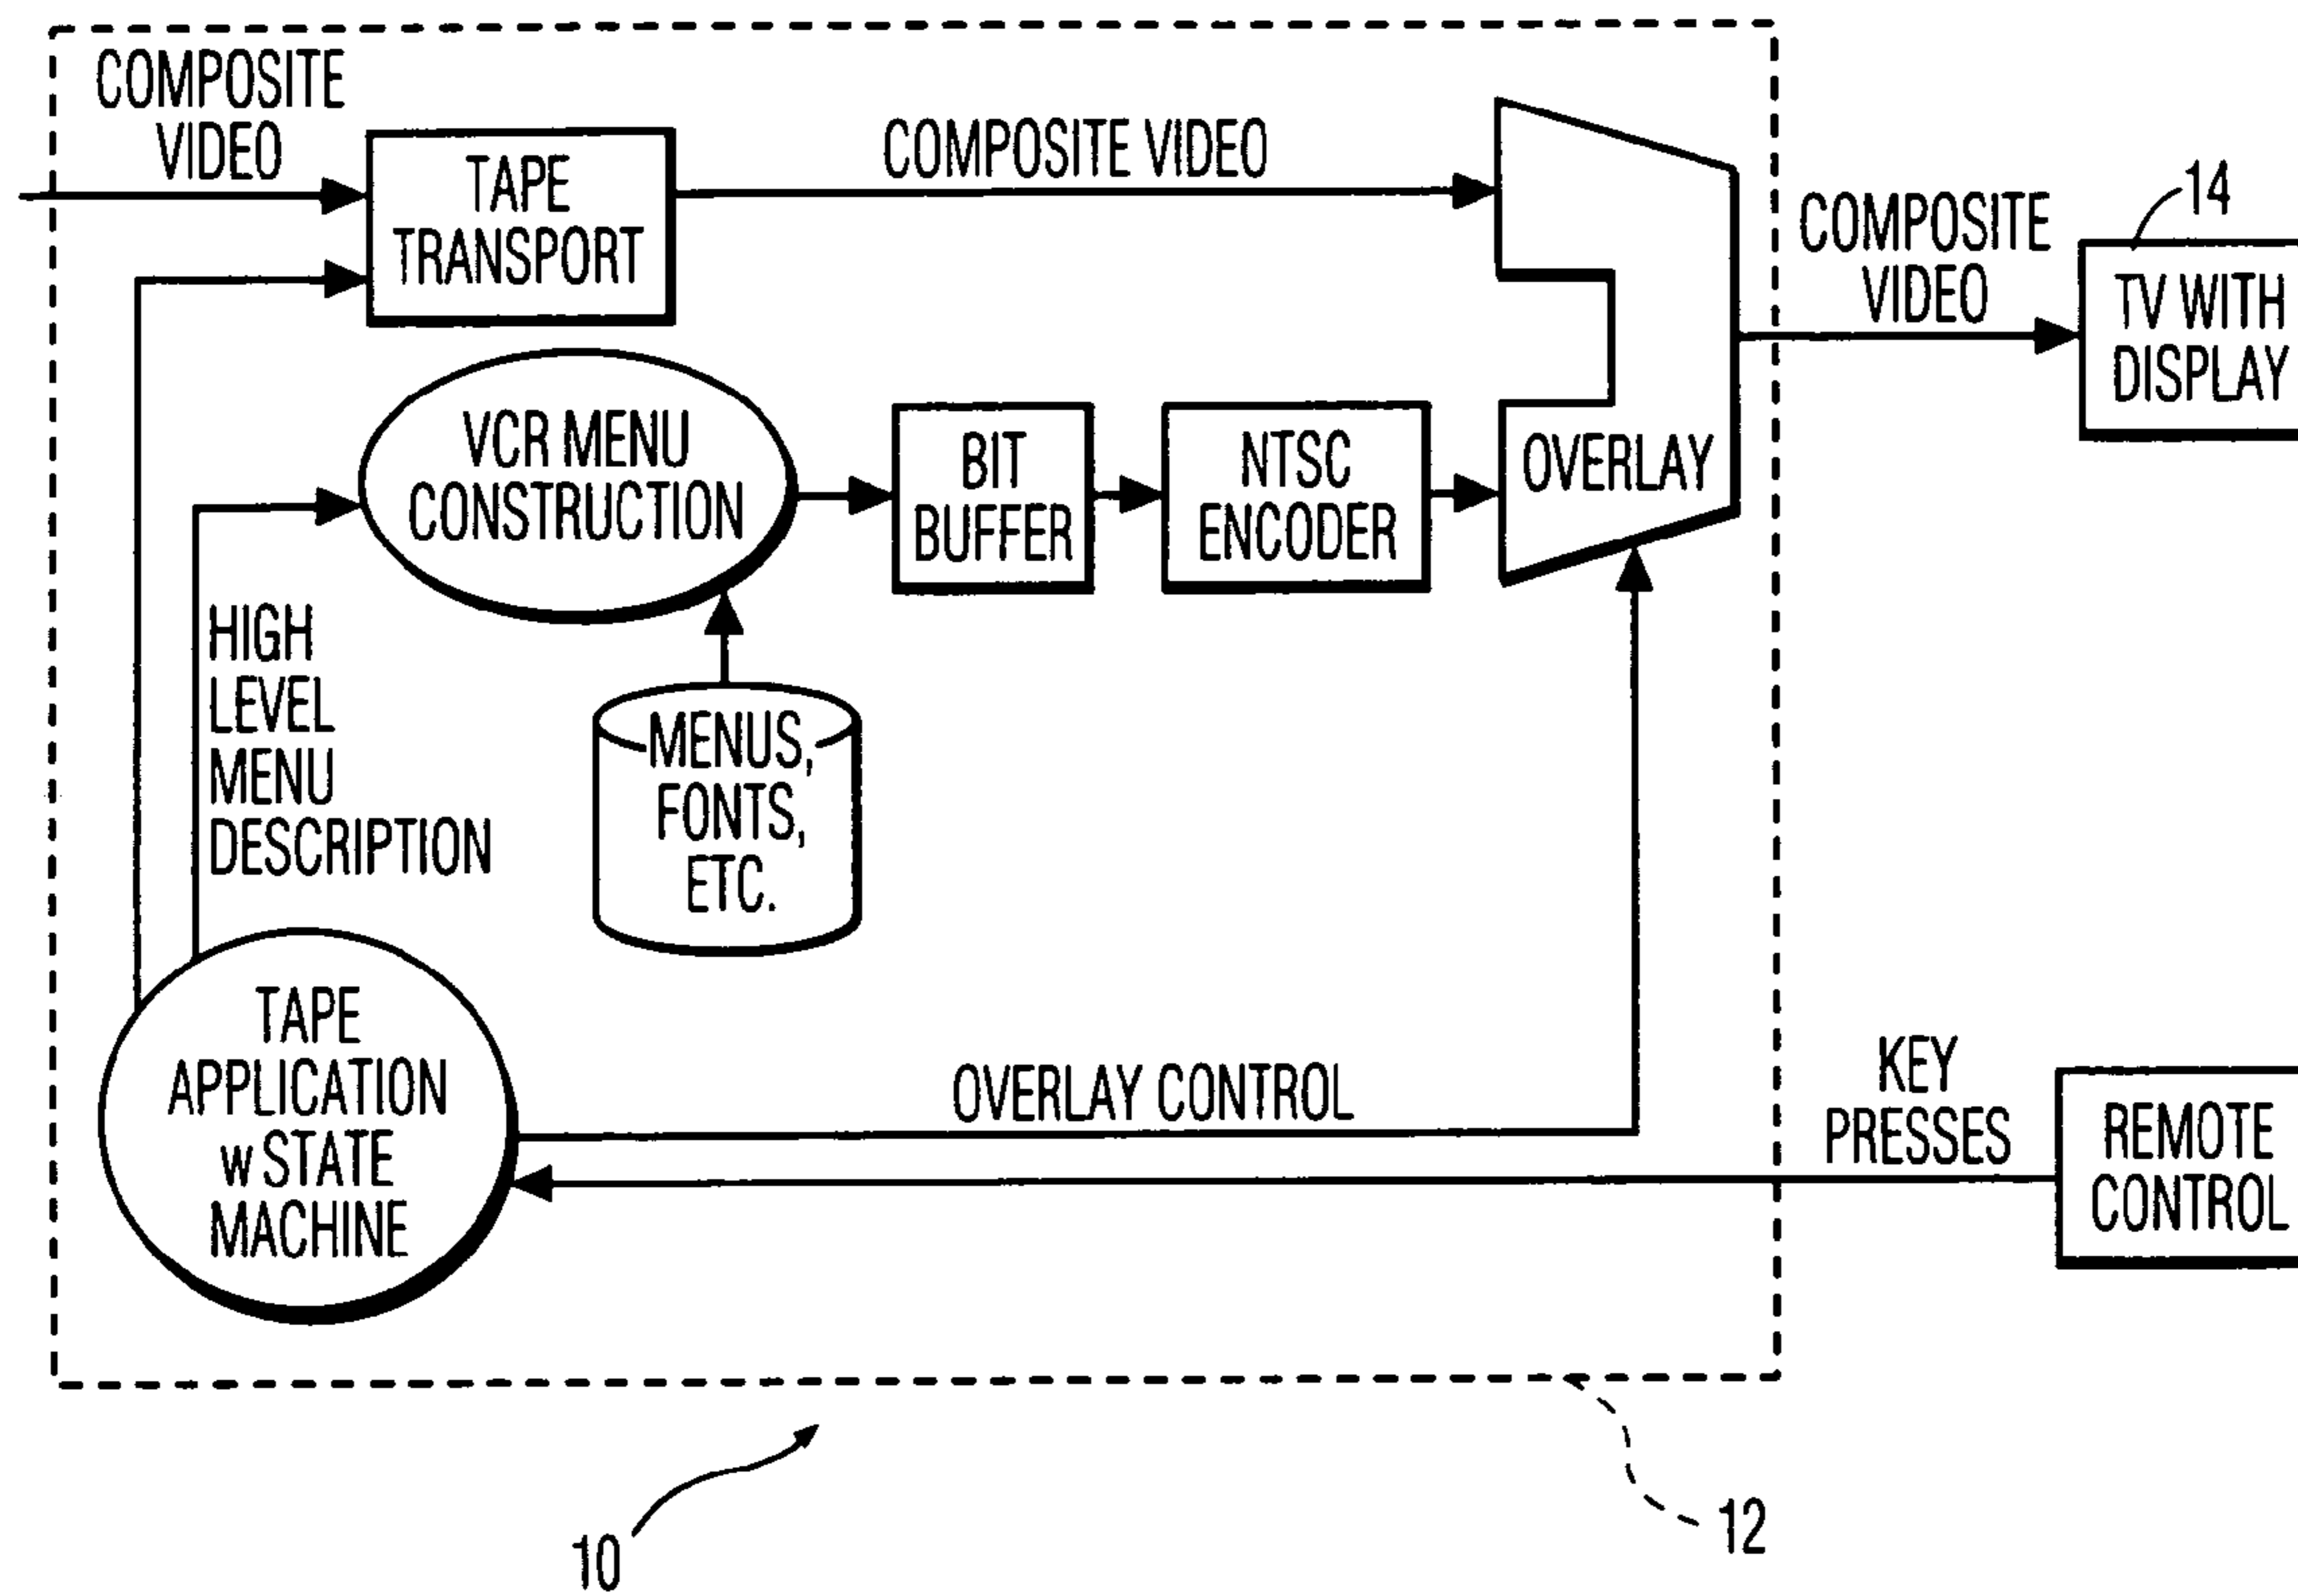 COMPOSITE
VIDEO
TAPE
TRANSPORT
COMPOSITE VIDEO
COMPOSITE
VIDEO
14
TV WITH
DISPLAY
VCR MENU
CONSTRUCTION
BIT
BUFFER
NTSC
ENCODER
OVERLAY
HIGH
LEVEL
MENU
DESCRIPTION
MENUS,
FONTS,
ETC.
TAPE
APPLICATION
w STATE
MACHINE
OVERLAY CONTROL
KEY
PRESSES
REMOTE
CONTROL
10
12